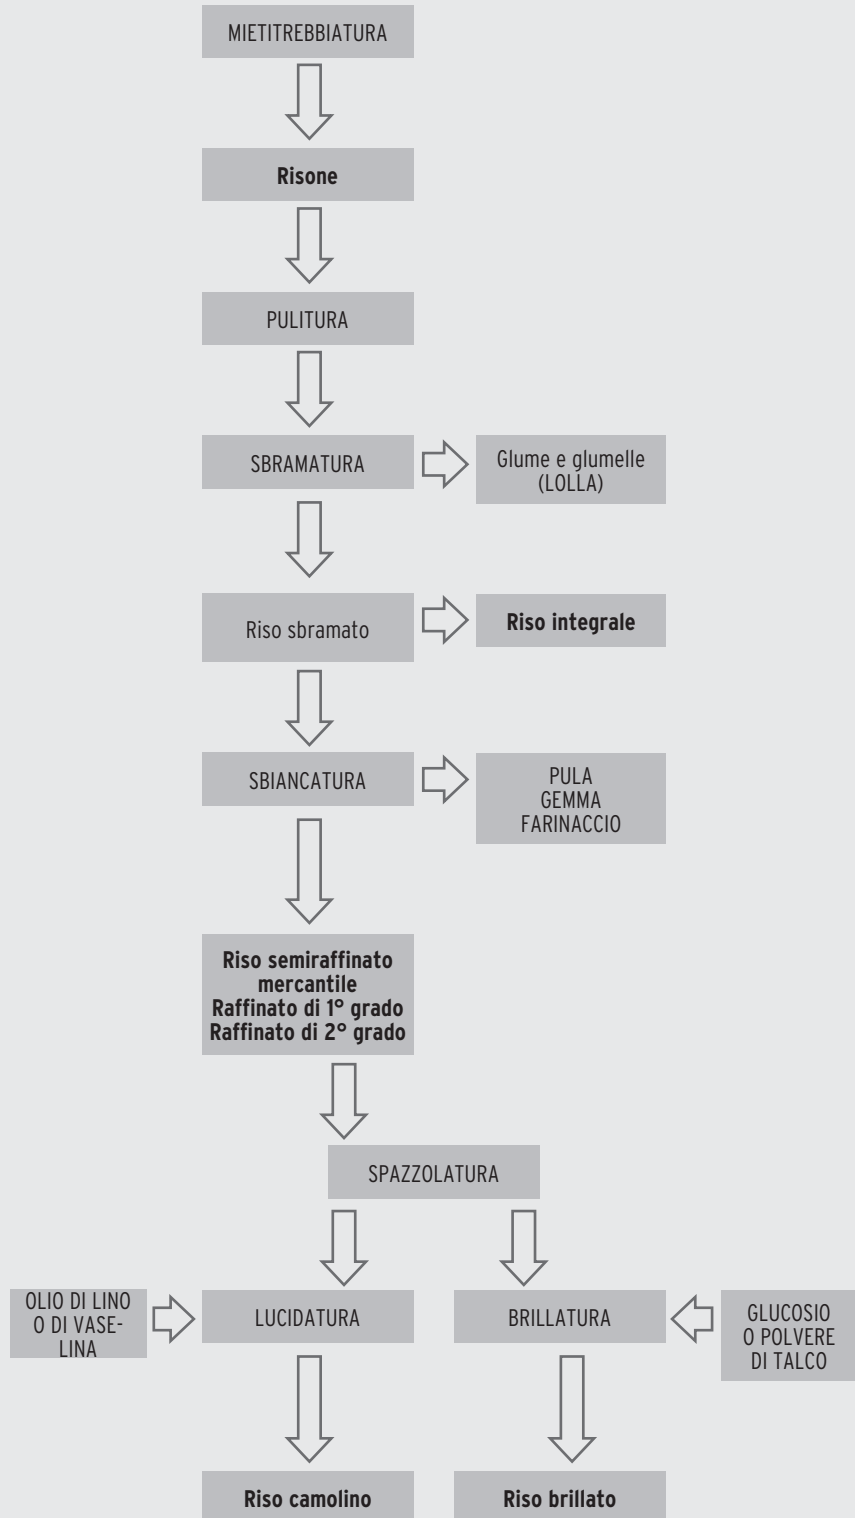 MIETITREBBIATURA
Risone
PULITURA
SBRAMATURA
Glume e glumelle
(LOLLA)
Riso sbramato
Riso integrale
SBIANCATURA
PULA
GEMMA
FARINACCIO
Riso semiraffinato
mercantile
Raffinato di 1° grado
Raffinato di 2° grado
SPAZZOLATURA
OLIO DI LINO
O DI VASE-
LINA
LUCIDATURA
BRILLATURA
GLUCOSIO
O POLVERE
DI TALCO
Riso camolino
Riso brillato